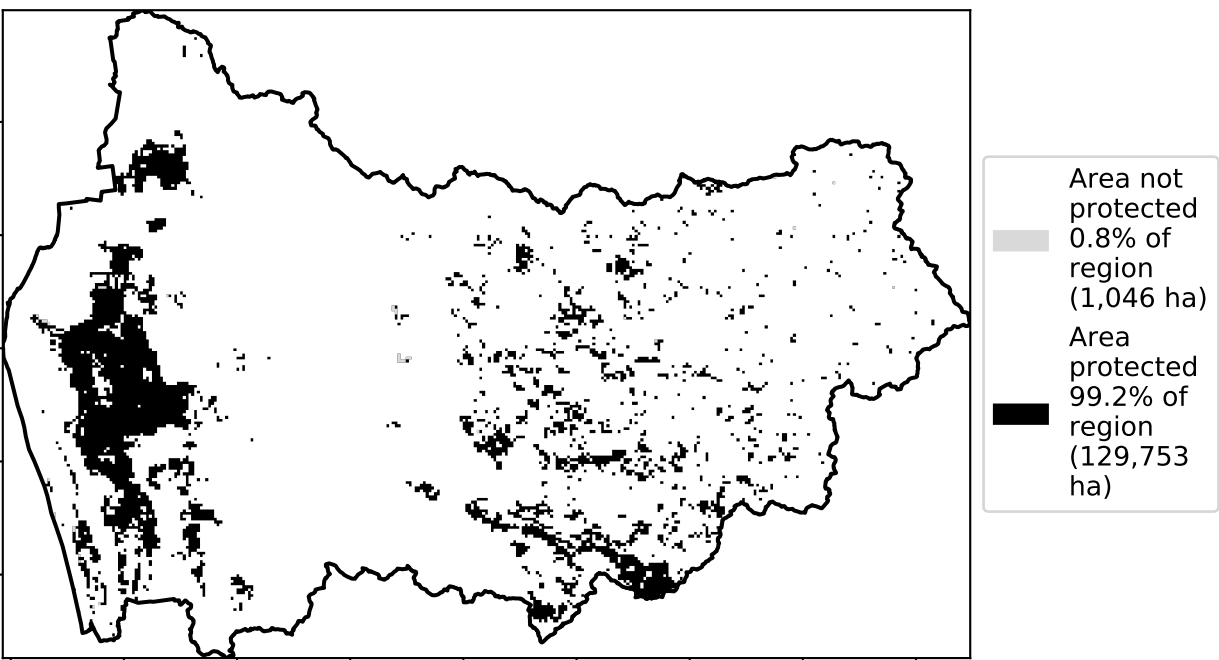 Area not
protected
0.8% of
region
(1,046 ha)
Area
protected
99.2% of
region
(129,753
ha)